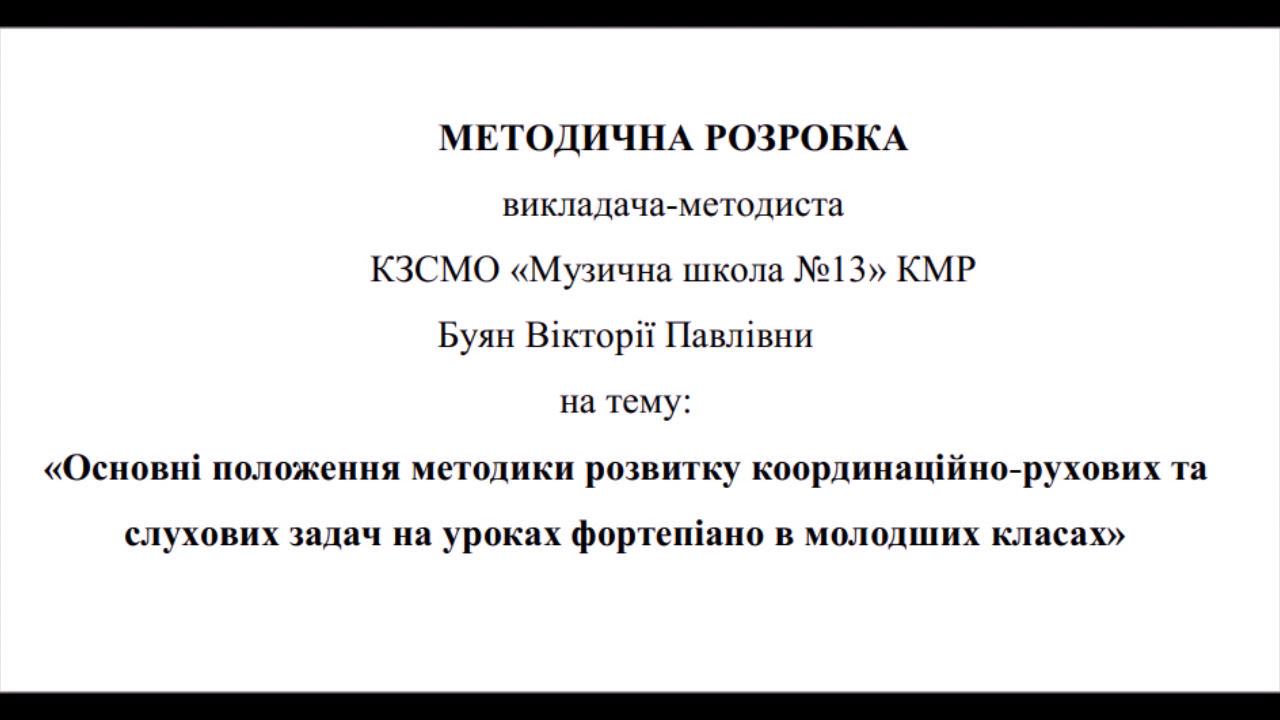 МЕТОДИЧНА РОЗРОБКА
викладача-методиста
КЗСМО «Музична школа №13» КМР
Буян Вікторії Павлівни
на тему:
«Основні положення методики розвитку координаційно-рухових та
слухових задач на уроках фортепіано в молодших класах»